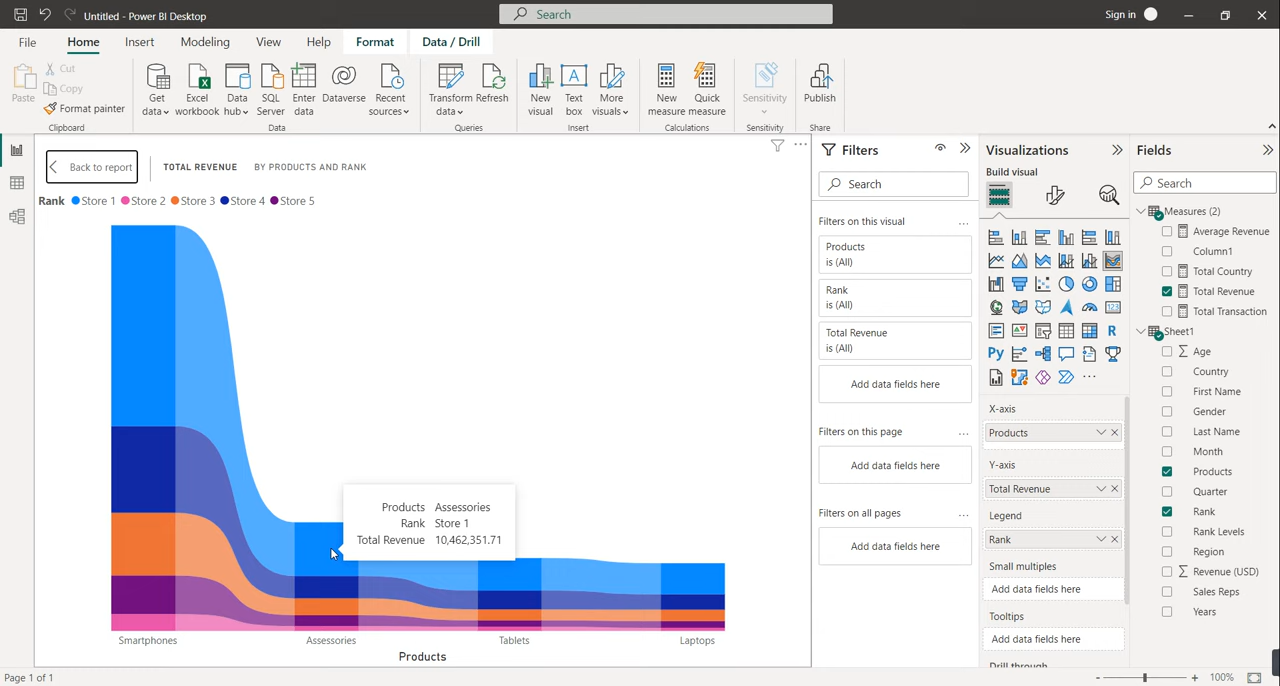 Untitled - Power BI Desktop
Search
Sign in
File Home Insert Modeling View Help Format Data / Drill
Paste
Cut
Copy
Format painter
Clipboard
Get data
Excel workbook
Data hub
SQL Server
Enter data
Dataverse
Recent sources
Data
Transform data
Refresh
Queries
New visual
Text box
More visuals
Insert
New measure
Quick measure
Calculations
Sensitivity
Sensitivity
Publish
Share
Back to report
TOTAL REVENUE BY PRODUCTS AND RANK
Rank Store 1 Store 2 Store 3 Store 4 Store 5
Products Assessories
Rank Store 1
Total Revenue 10,462,351.71
Smartphones Assessories Tablets Laptops
Products
Filters
Search
Filters on this visual
Products
is (All)
Rank
is (All)
Total Revenue
is (All)
Add data fields here
Filters on this page
Add data fields here
Filters on all pages
Add data fields here
Visualizations
Build visual
123
R
Py
X-axis
Products
Y-axis
Total Revenue
Legend
Rank
Small multiples
Add data fields here
Tooltips
Add data fields here
Drill through
Fields
Search
Measures (2)
Average Revenue
Column1
Total Country
Total Revenue
Total Transaction
Sheet1
Age
Country
First Name
Gender
Last Name
Month
Products
Quarter
Rank
Rank Levels
Region
Revenue (USD)
Sales Reps
Years
Page 1 of 1
100%